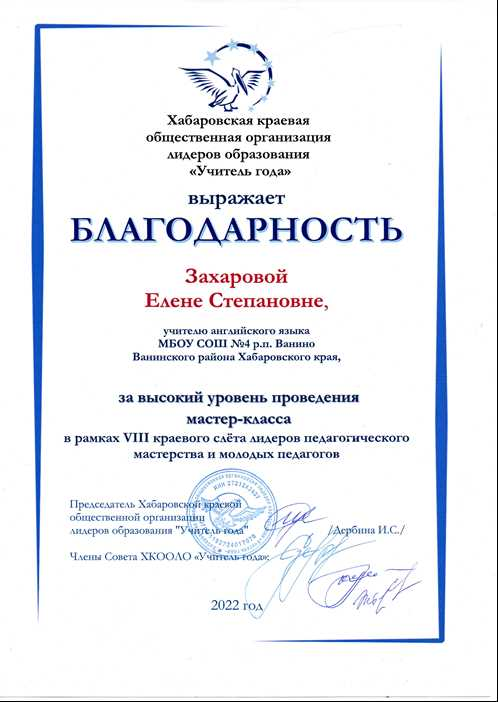 Хабаровская краевая
общественная организация
лидеров образования
«Учитель года»
выражает
БЛАГОДАРНОСТЬ
Захаровой
Елене Степановне,
учителю английского языка
МБОУ СОШ №4 р.п. Ванино
Ванинского района Хабаровского края,
за высокий уровень проведения
мастер-класса
в рамках VIII краевого слёта лидеров педагогического
мастерства и молодых педагогов
Председатель Хабаровской краевой
общественной организации
лидеров образования "Учитель года"
/Дербина И.С./
Члены Совета ХКООЛО «Учитель года»:
2022 год